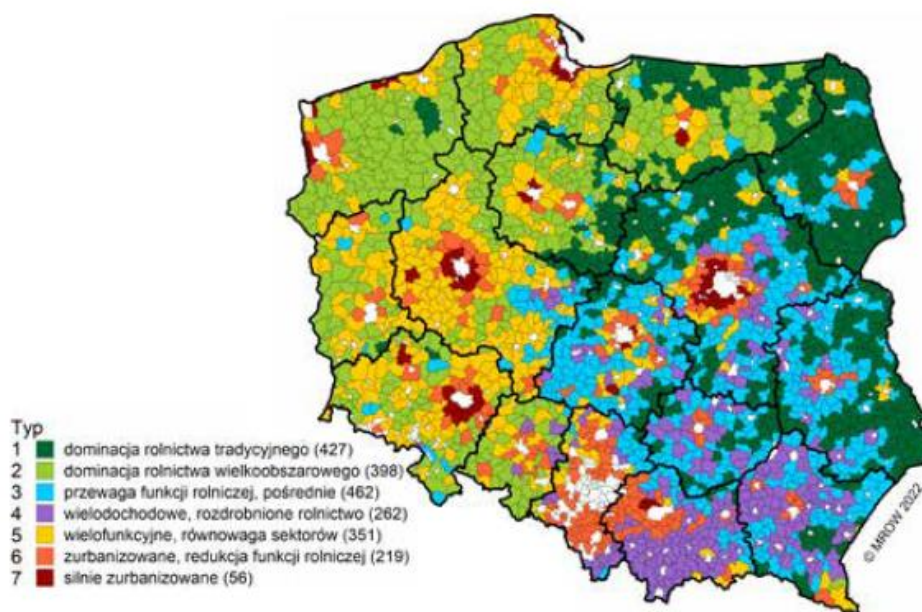 Typ
1 dominacja rolnictwa tradycyjnego (427)
2 dominacja rolnictwa wielkoobszarowego (398)
3 przewaga funkcji rolniczej, pośrednie (462)
4 wielodochodowe, rozdrobnione rolnictwo (262)
5 wielofunkcyjne, równowaga sektorów (351)
6 zurbanizowane, redukcja funkcji rolniczej (219)
7 silnie zurbanizowane (56)
© MROW 2022